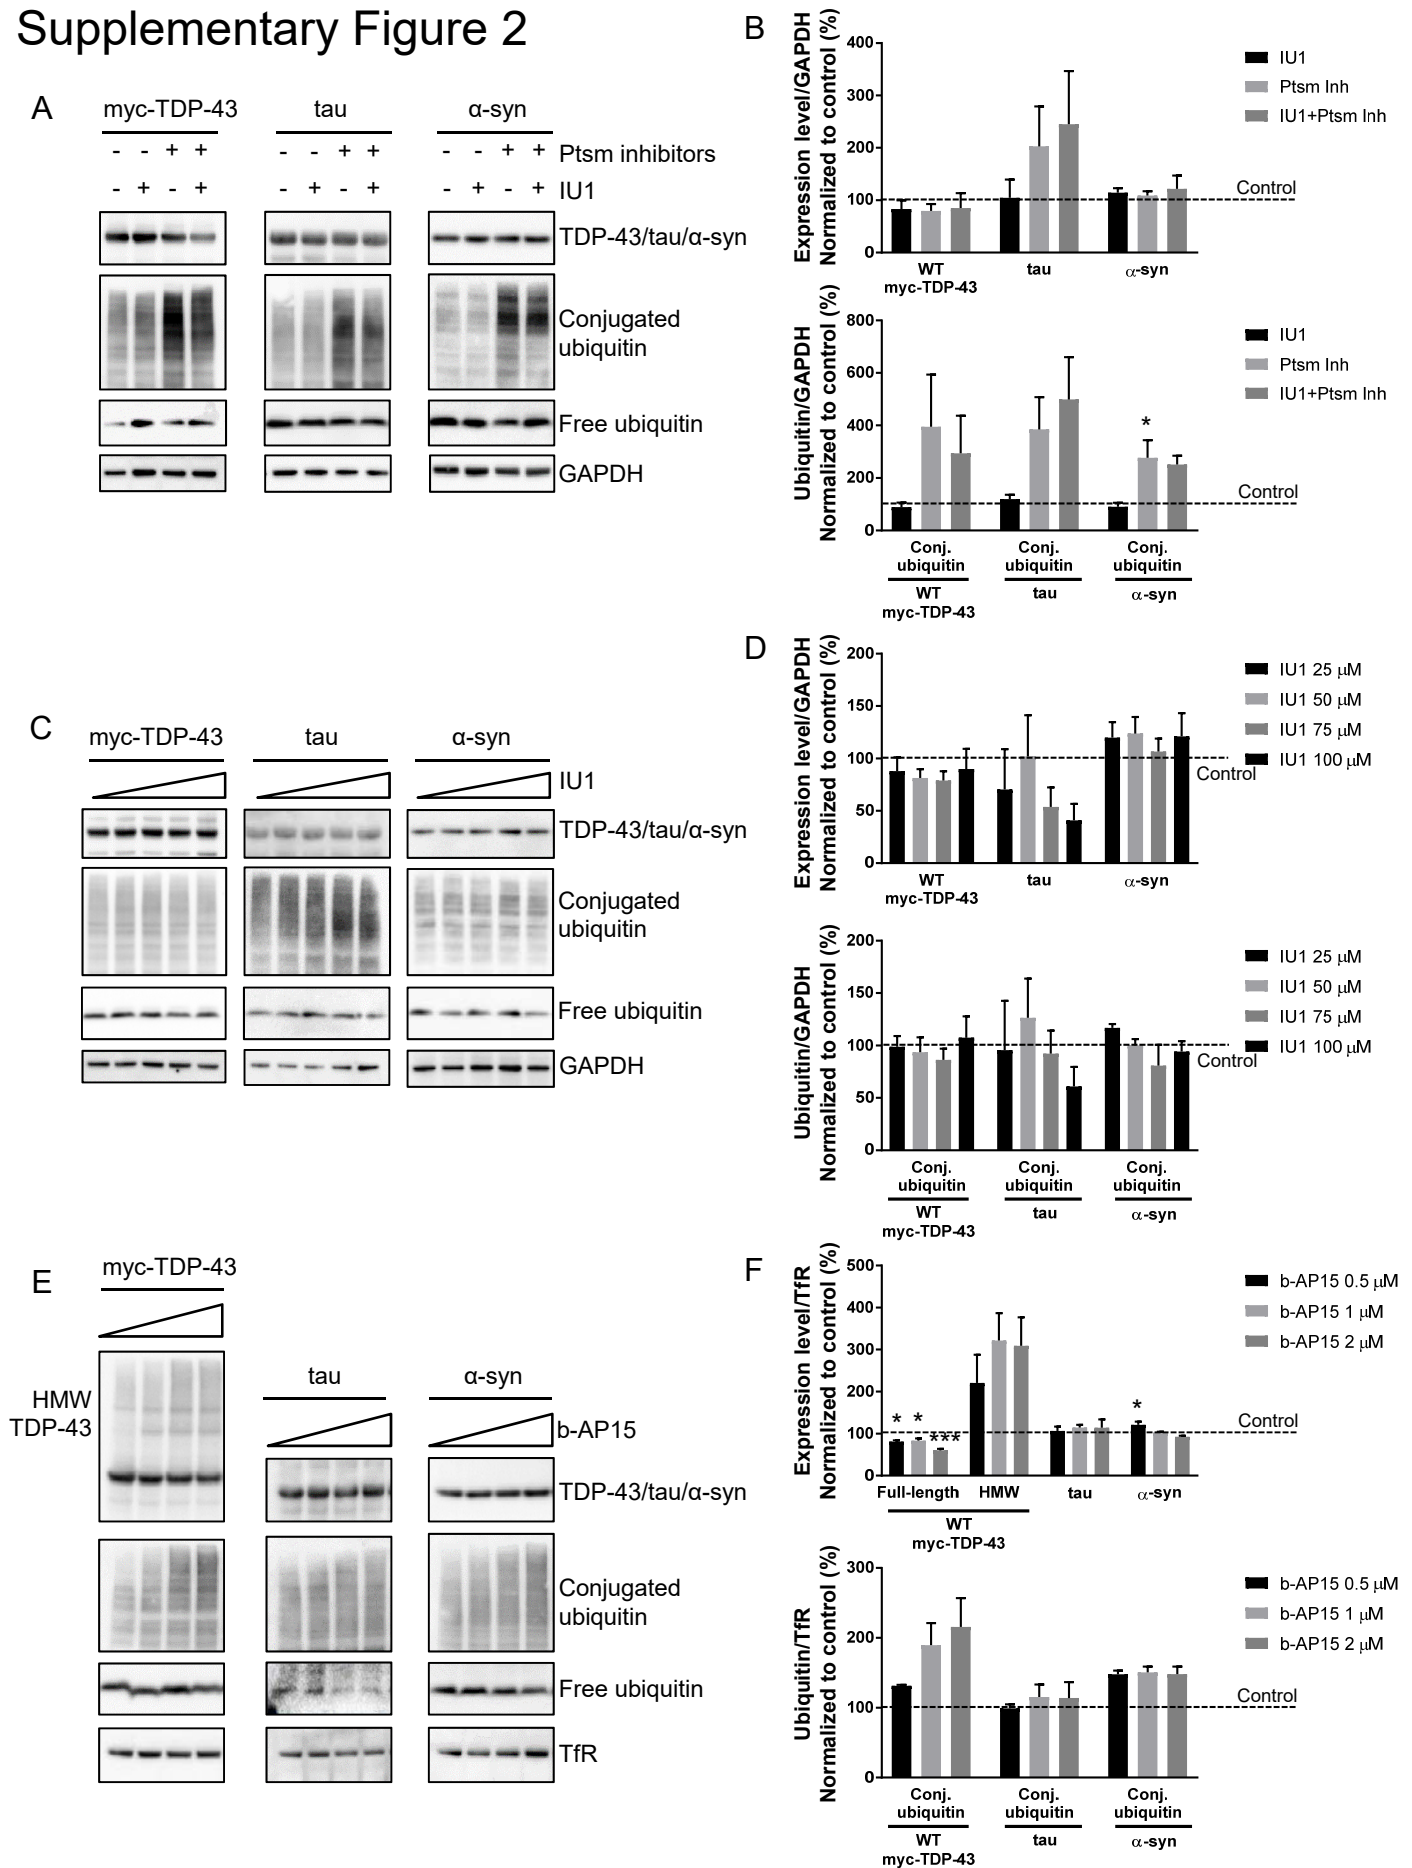 Supplementary Figure 2
A
myc-TDP-43
tau
α-syn
- - + +
- - + +
- - + +
Ptsm inhibitors
- + - +
- + - +
- + - +
IU1
TDP-43/tau/α-syn
Conjugated
ubiquitin
Free ubiquitin
GAPDH
B
Expression level/GAPDH
Normalized to control (%)
400
300
200
100
0
Control
WT
myc-TDP-43
tau
α-syn
IU1
Ptsm Inh
IU1+Ptsm Inh
Ubiquitin/GAPDH
Normalized to control (%)
800
600
400
200
0
*
Control
Conj.
ubiquitin
Conj.
ubiquitin
Conj.
ubiquitin
WT
myc-TDP-43
tau
α-syn
IU1
Ptsm Inh
IU1+Ptsm Inh
C
myc-TDP-43
tau
α-syn
IU1
TDP-43/tau/α-syn
Conjugated
ubiquitin
Free ubiquitin
GAPDH
D
Expression level/GAPDH
Normalized to control (%)
200
150
100
50
0
Control
WT
myc-TDP-43
tau
α-syn
IU1 25 µM
IU1 50 µM
IU1 75 µM
IU1 100 µM
Ubiquitin/GAPDH
Normalized to control (%)
200
150
100
50
0
Control
Conj.
ubiquitin
Conj.
ubiquitin
Conj.
ubiquitin
WT
myc-TDP-43
tau
α-syn
IU1 25 µM
IU1 50 µM
IU1 75 µM
IU1 100 µM
E
myc-TDP-43
HMW
TDP-43
tau
α-syn
b-AP15
TDP-43/tau/α-syn
Conjugated
ubiquitin
Free ubiquitin
TfR
F
Expression level/TfR
Normalized to control (%)
500
400
300
200
100
0
* * ***
*
Control
Full-length
HMW
tau
α-syn
WT
myc-TDP-43
b-AP15 0.5 µM
b-AP15 1 µM
b-AP15 2 µM
Ubiquitin/TfR
Normalized to control (%)
300
200
100
0
Control
Conj.
ubiquitin
Conj.
ubiquitin
Conj.
ubiquitin
WT
myc-TDP-43
tau
α-syn
b-AP15 0.5 µM
b-AP15 1 µM
b-AP15 2 µM